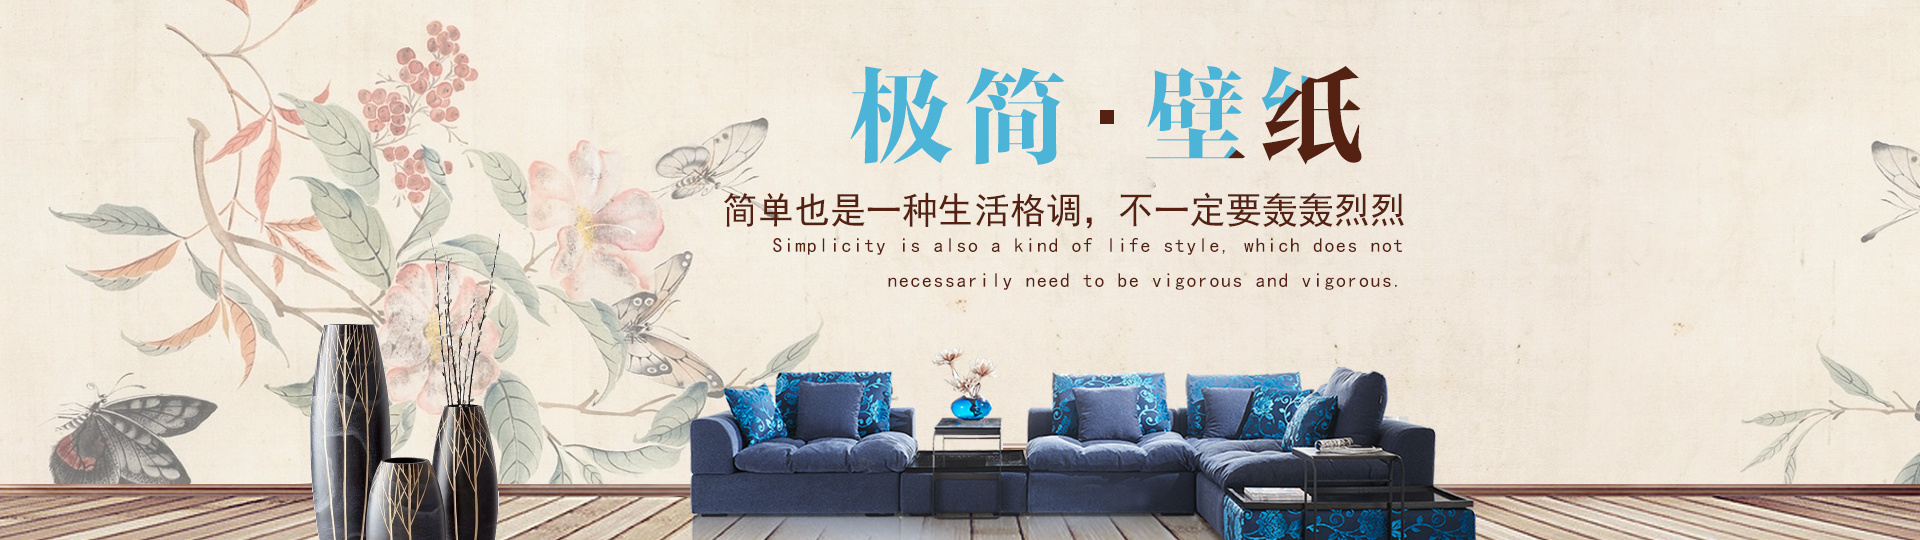 极简·壁纸
简单也是一种生活格调，不一定要轰轰烈烈
Simplicity is also a kind of life style, which does not
necessarily need to be vigorous and vigorous.